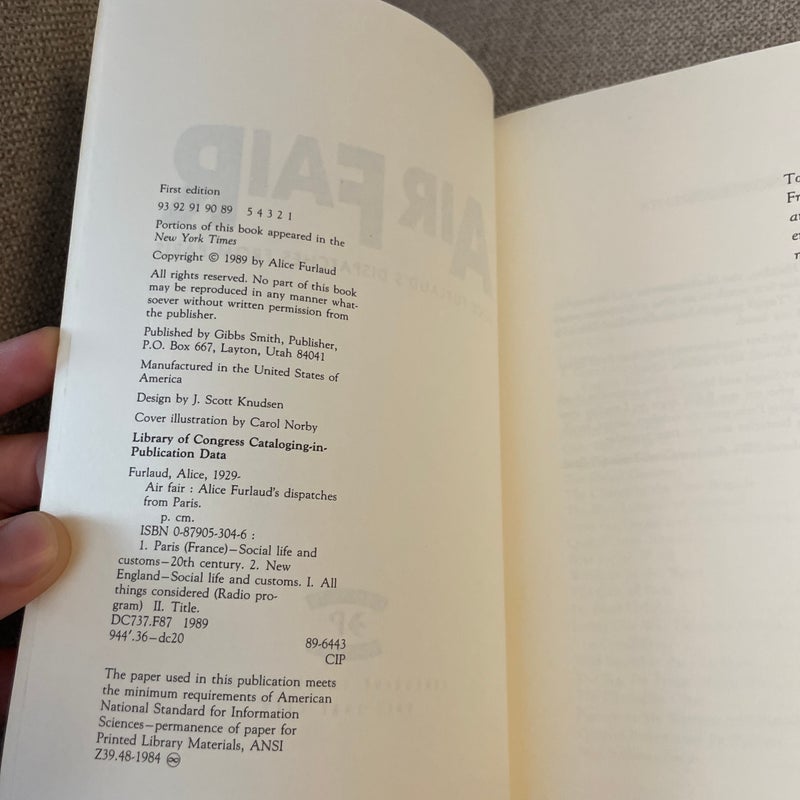 First edition
93 92 91 90 89 5 4 3 2 1
Portions of this book appeared in the
New York Times
Copyright © 1989 by Alice Furlaud
All rights reserved. No part of this book
may be reproduced in any manner what-
soever without written permission from
the publisher.
Published by Gibbs Smith, Publisher,
P.O. Box 667, Layton, Utah 84041
Manufactured in the United States of
America
Design by J. Scott Knudsen
Cover illustration by Carol Norby
Library of Congress Cataloging-in-
Publication Data
Furlaud, Alice, 1929-
Air fair : Alice Furlaud's dispatches
from Paris.
p. cm.
ISBN 0-87905-304-6 :
1. Paris (France)—Social life and
customs—20th century. 2. New
England—Social life and customs. I. All
things considered (Radio pro-
gram) II. Title.
DC737.F87 1989
944'.36—dc20 89-6443
CIP
The paper used in this publication meets
the minimum requirements of American
National Standard for Information
Sciences—permanence of paper for
Printed Library Materials, ANSI
Z39.48-1984 ♾